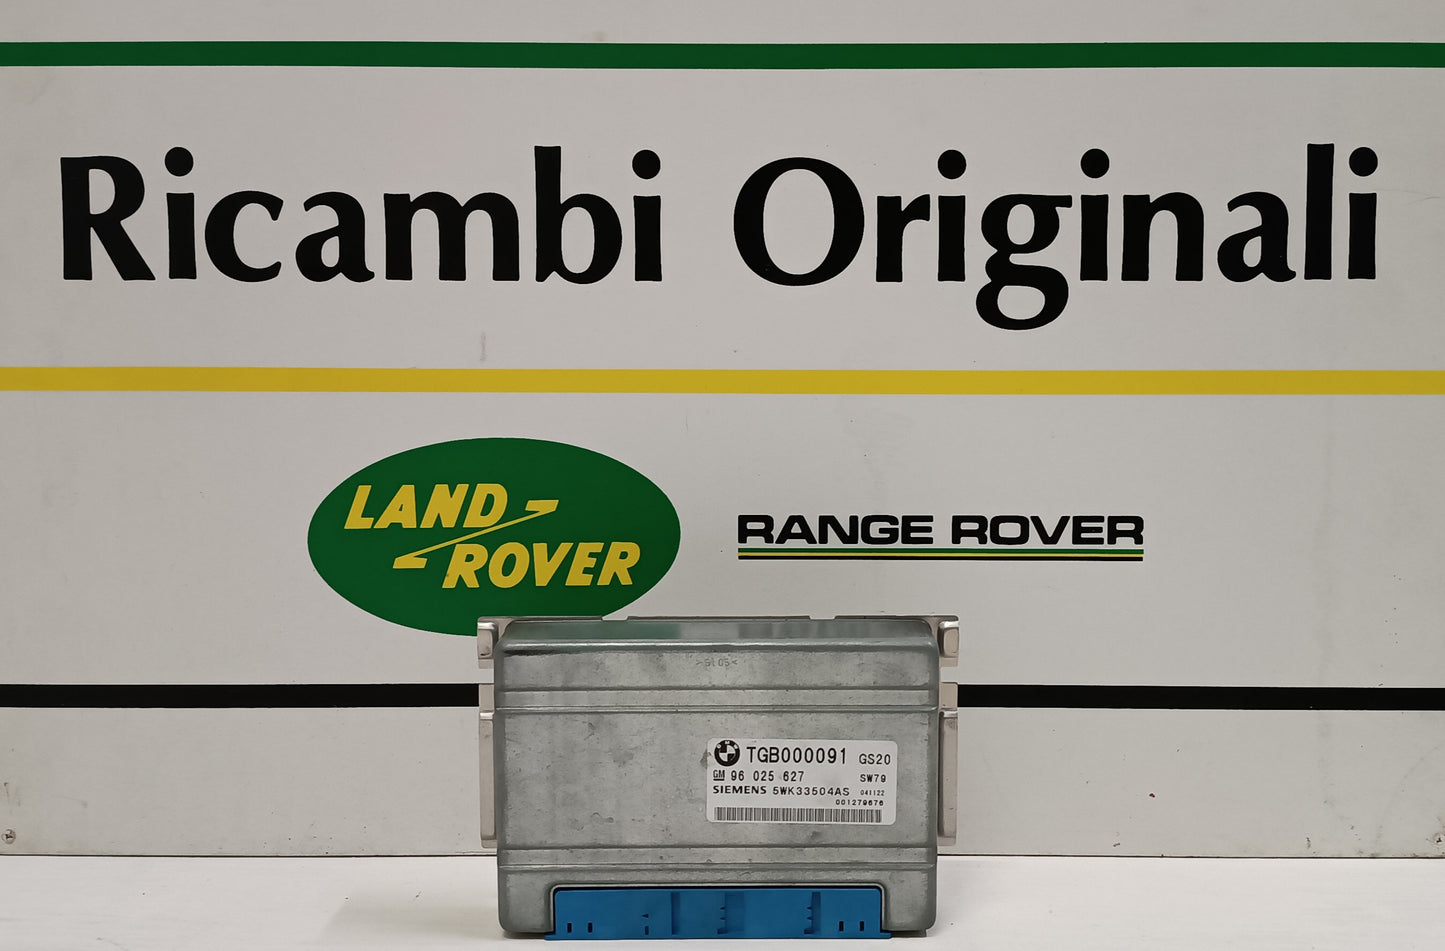 Ricambi Originali
LAND
ROVER
RANGE ROVER
TGB000091 GS20
GM 96 025 627 SW79
SIEMENS 5WK33504AS 041122
001279676